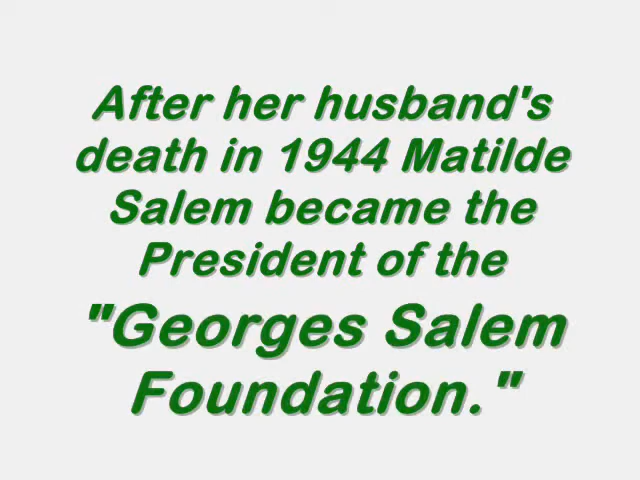 After her husband's
death in 1944 Matilde
Salem became the
President of the
"Georges Salem
Foundation."